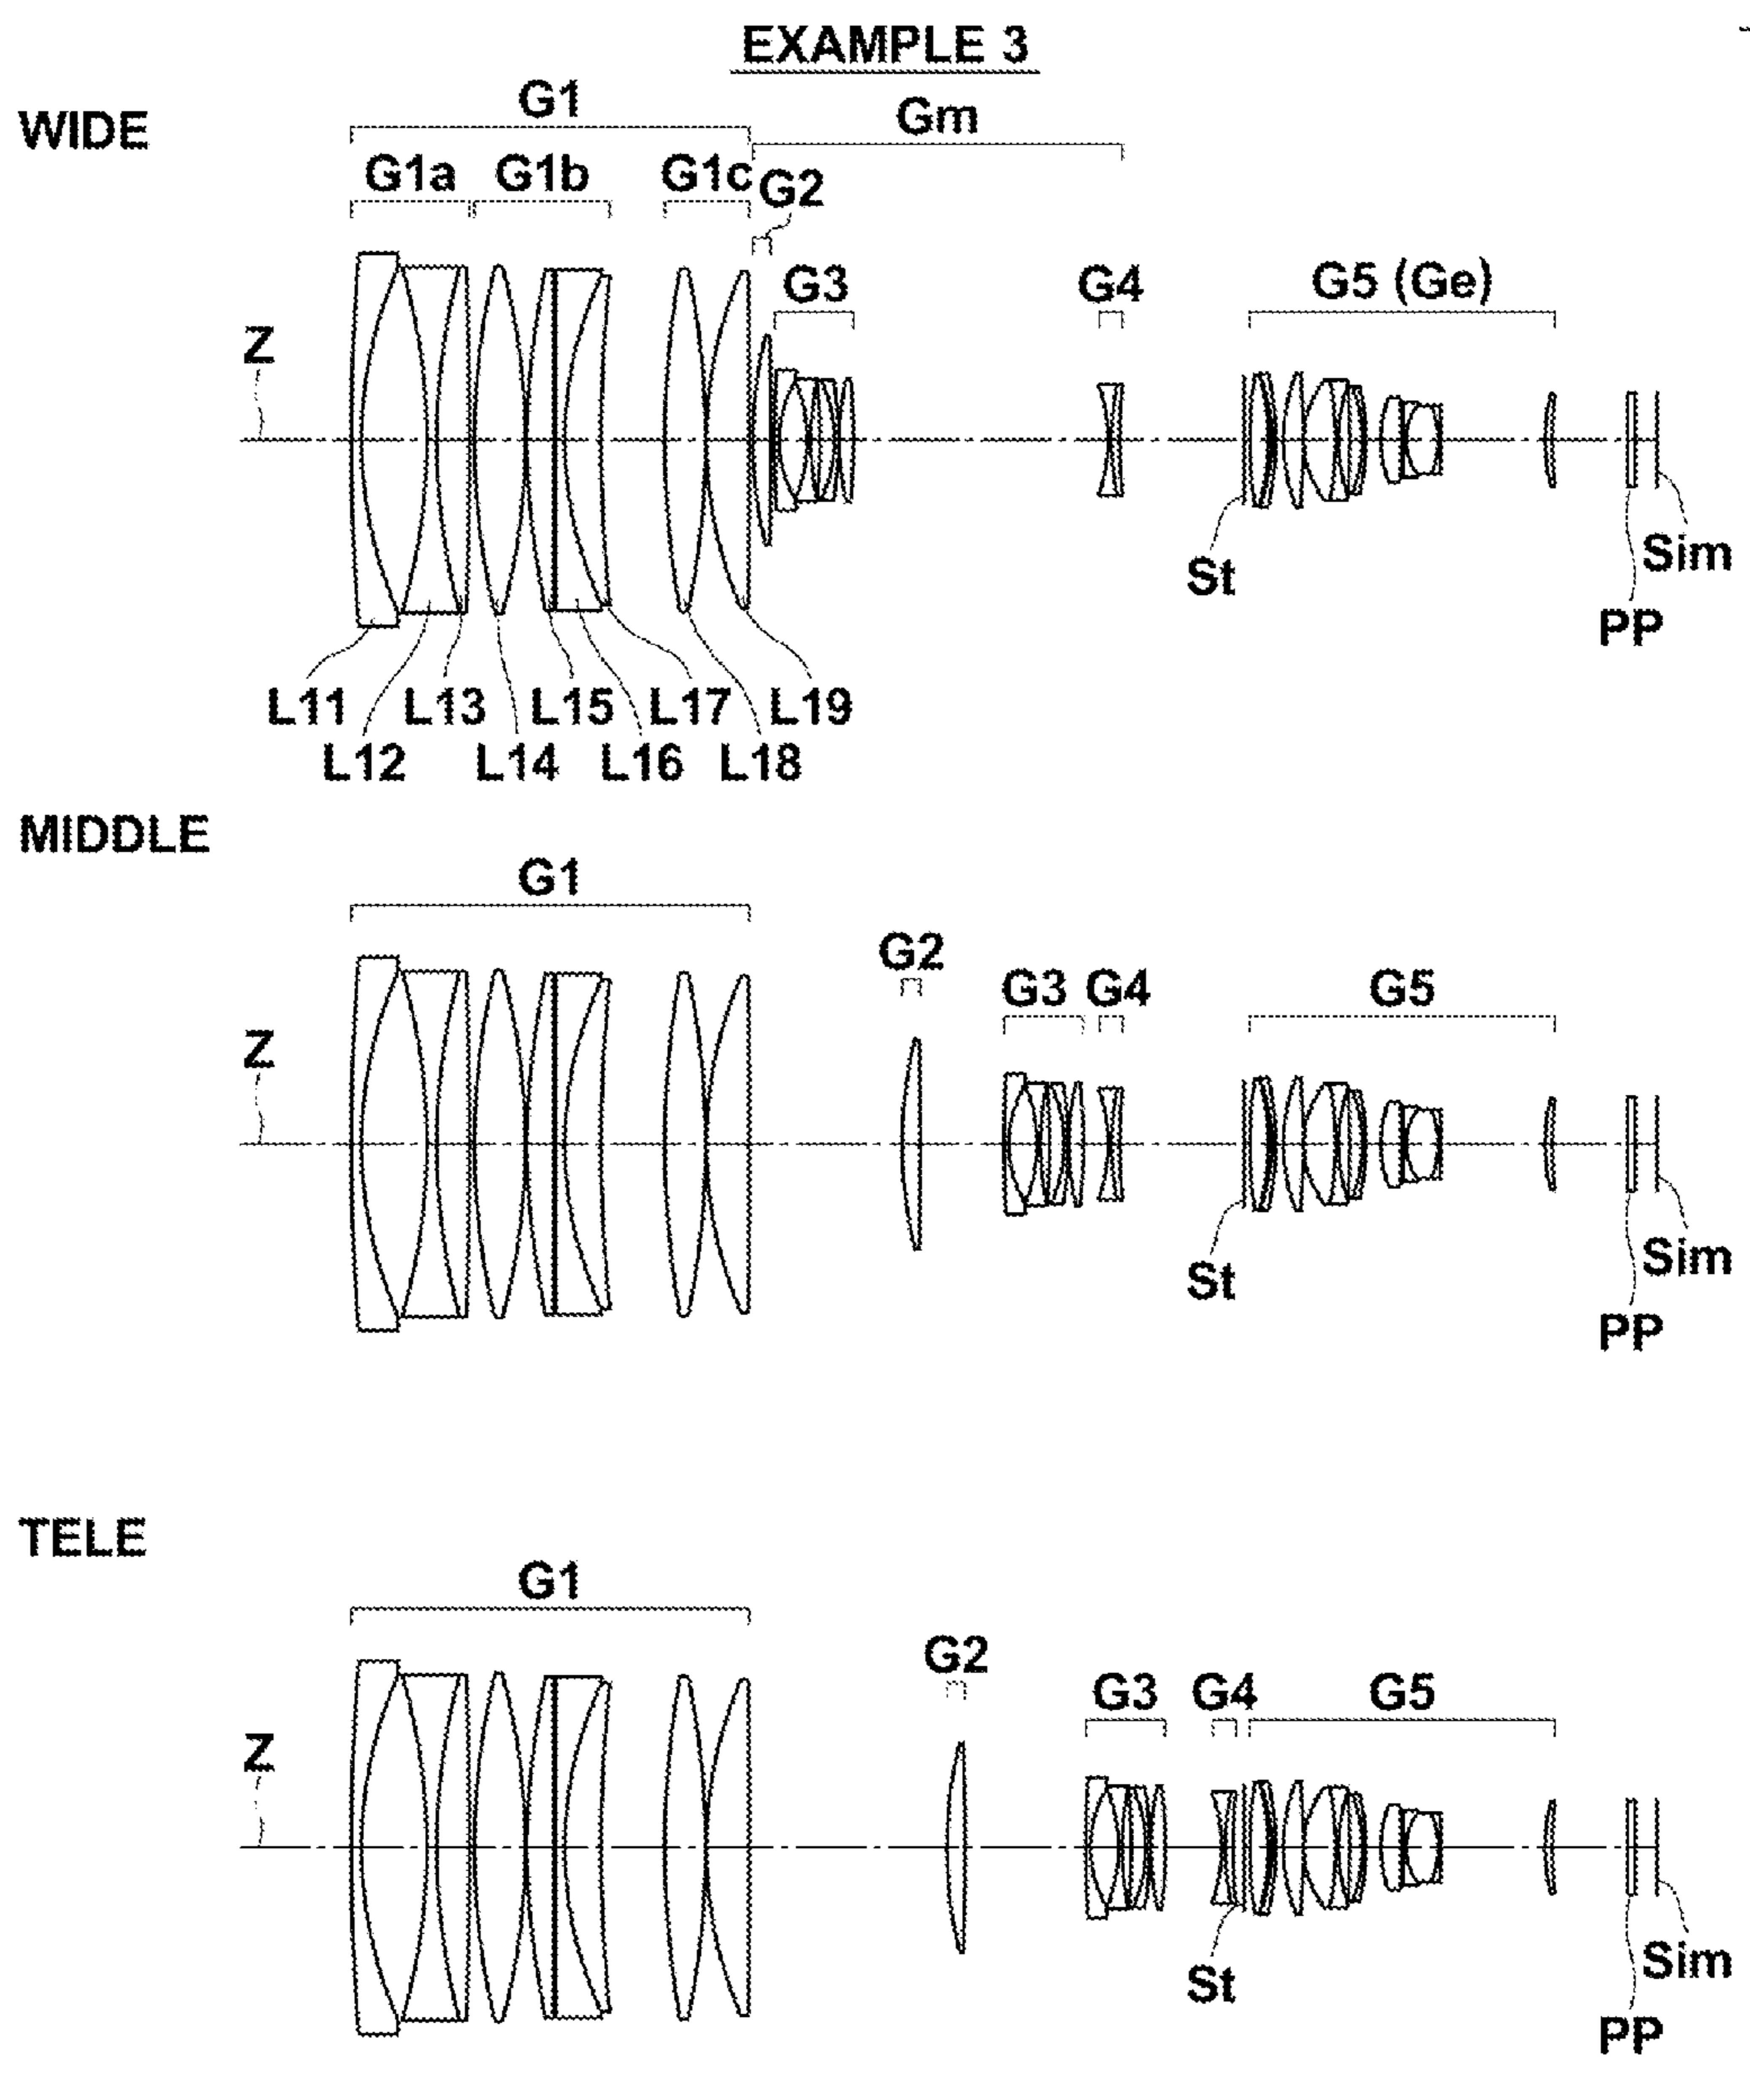 EXAMPLE 3
WIDE
G1
Gm
G1a G1b G1c G2
G3 G4 G5 (Ge)
Z
St Sim
PP
L11 L13 L15 L17 L19
L12 L14 L16 L18
MIDDLE
G1
G2
G3 G4 G5
Z
St Sim
PP
TELE
G1
G2
G3 G4 G5
Z
St Sim
PP